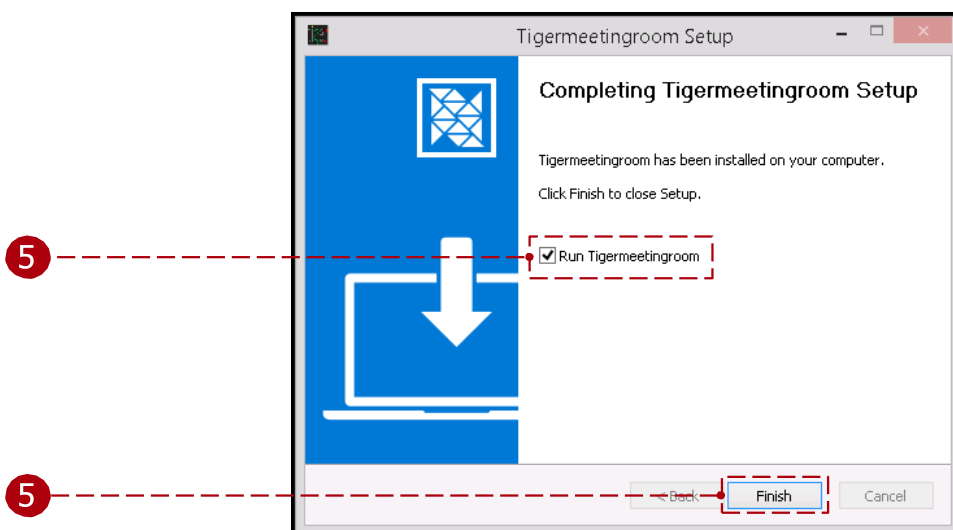 Tigermeetingroom Setup
Completing Tigermeetingroom Setup
Tigermeetingroom has been installed on your computer.
Click Finish to close Setup.
5
Run Tigermeetingroom
5
< Back Finish Cancel